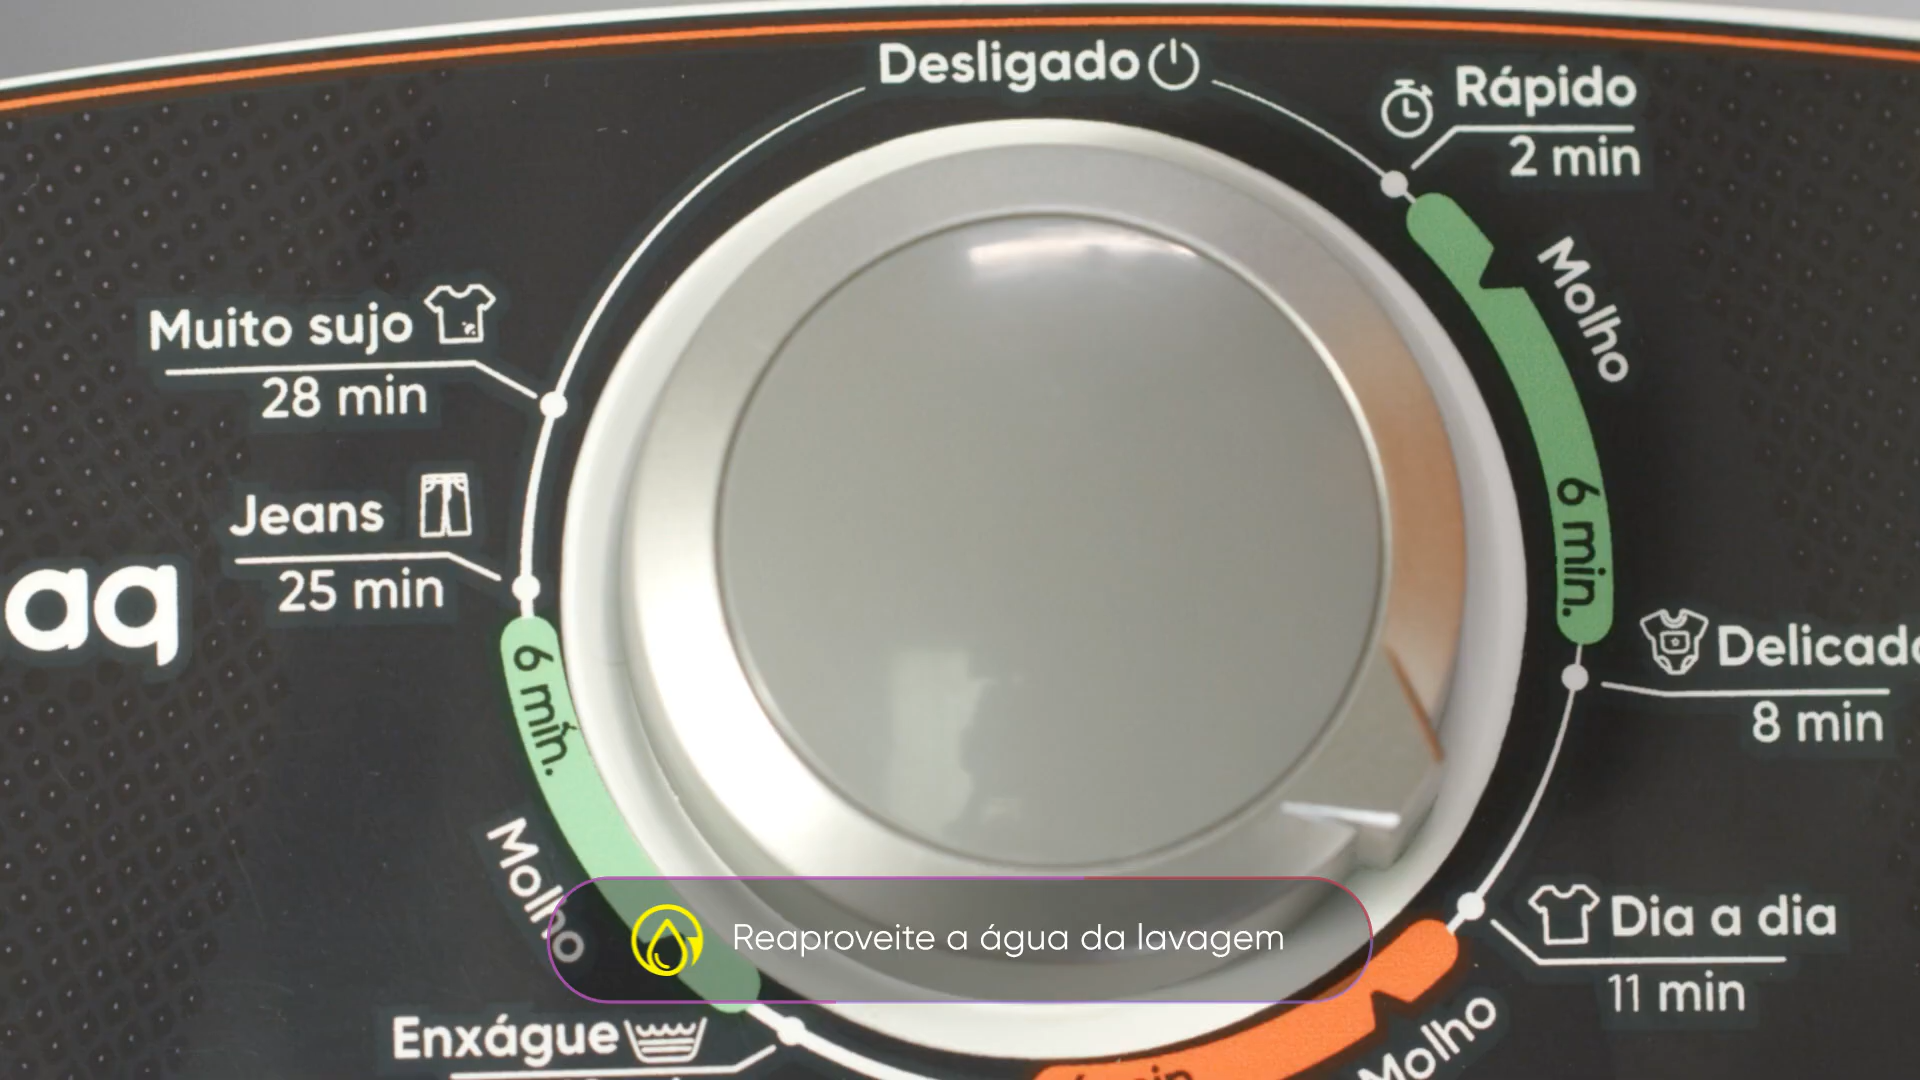 Desligado
Rápido
2 min
Molho
6 min.
Muito sujo
28 min
Jeans
25 min
aq
6 min.
Molho
Delicado
8 min
Dia a dia
11 min
Molho
Enxágue
Reaproveite a água da lavagem